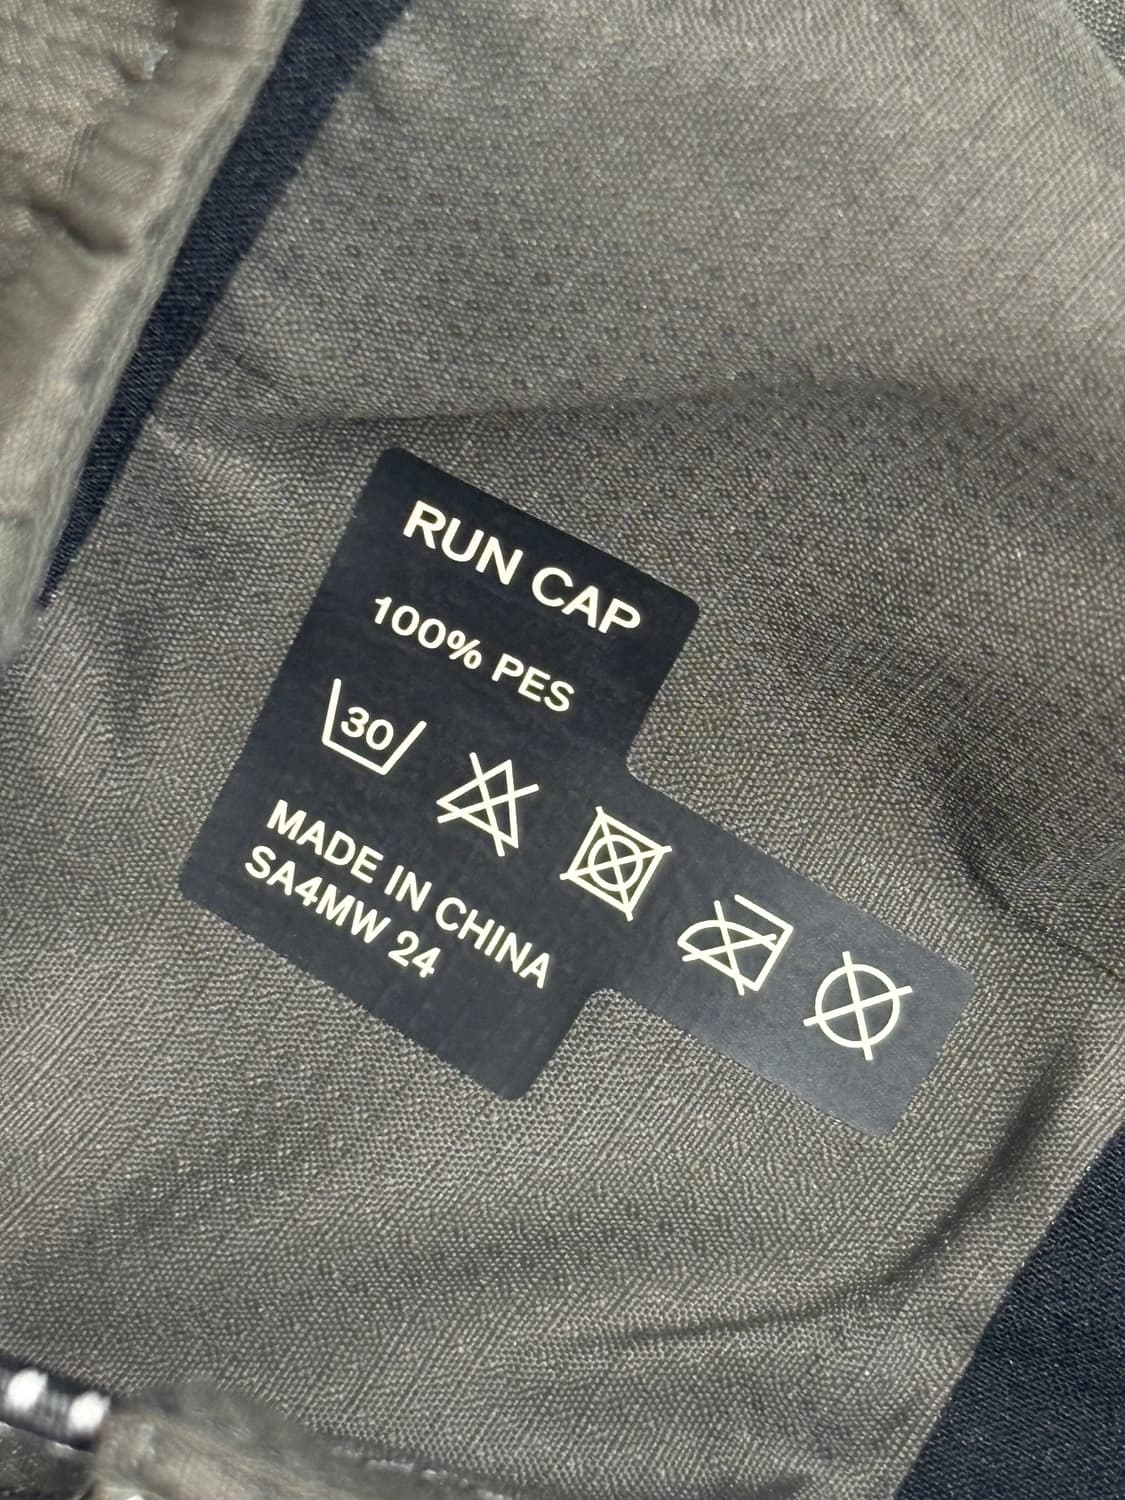 RUN CAP
100% PES
30
MADE IN CHINA
SA4MW 24